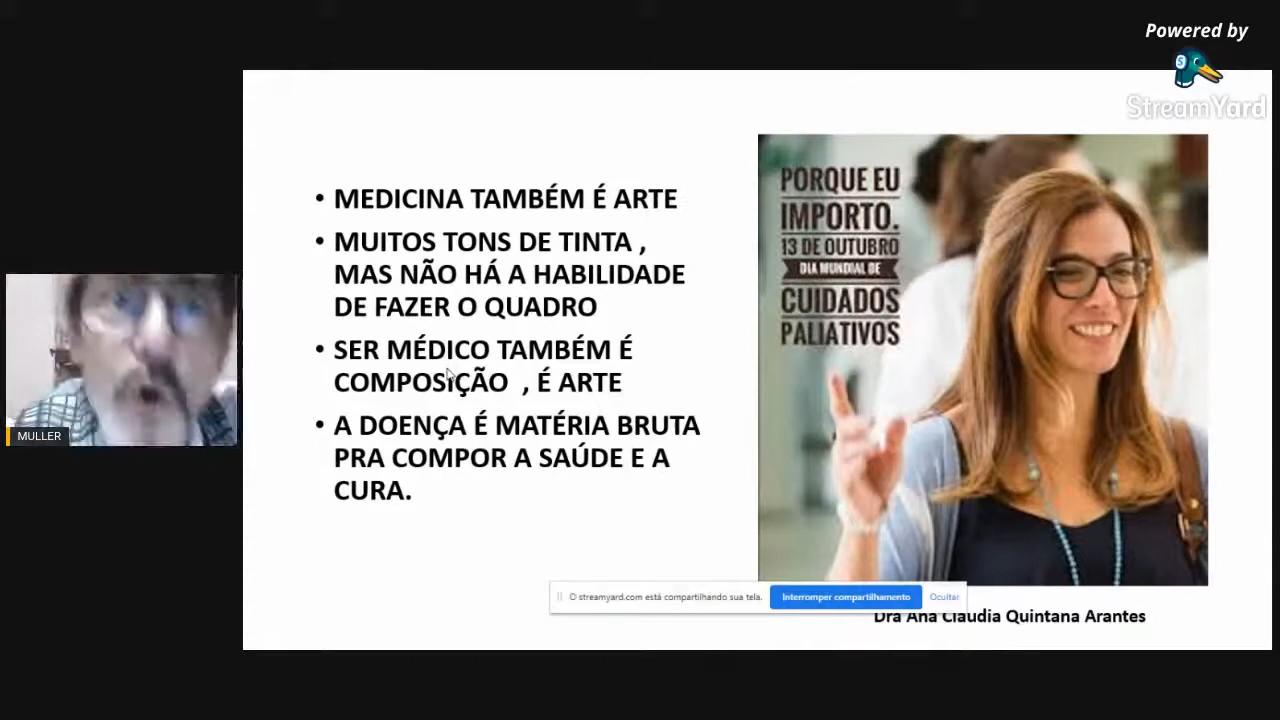 Powered by
StreamYard
• MEDICINA TAMBÉM É ARTE
• MUITOS TONS DE TINTA ,
MAS NÃO HÁ A HABILIDADE
DE FAZER O QUADRO
• SER MÉDICO TAMBÉM É
COMPOSIÇÃO , É ARTE
• A DOENÇA É MATÉRIA BRUTA
PRA COMPOR A SAÚDE E A
CURA.
PORQUE EU
IMPORTO.
13 DE OUTUBRO
DIA MUNDIAL DE
CUIDADOS
PALIATIVOS
MULLER
O streamyard.com está compartilhando sua tela.
Interromper compartilhamento
Ocultar
Dra Ana Claudia Quintana Arantes